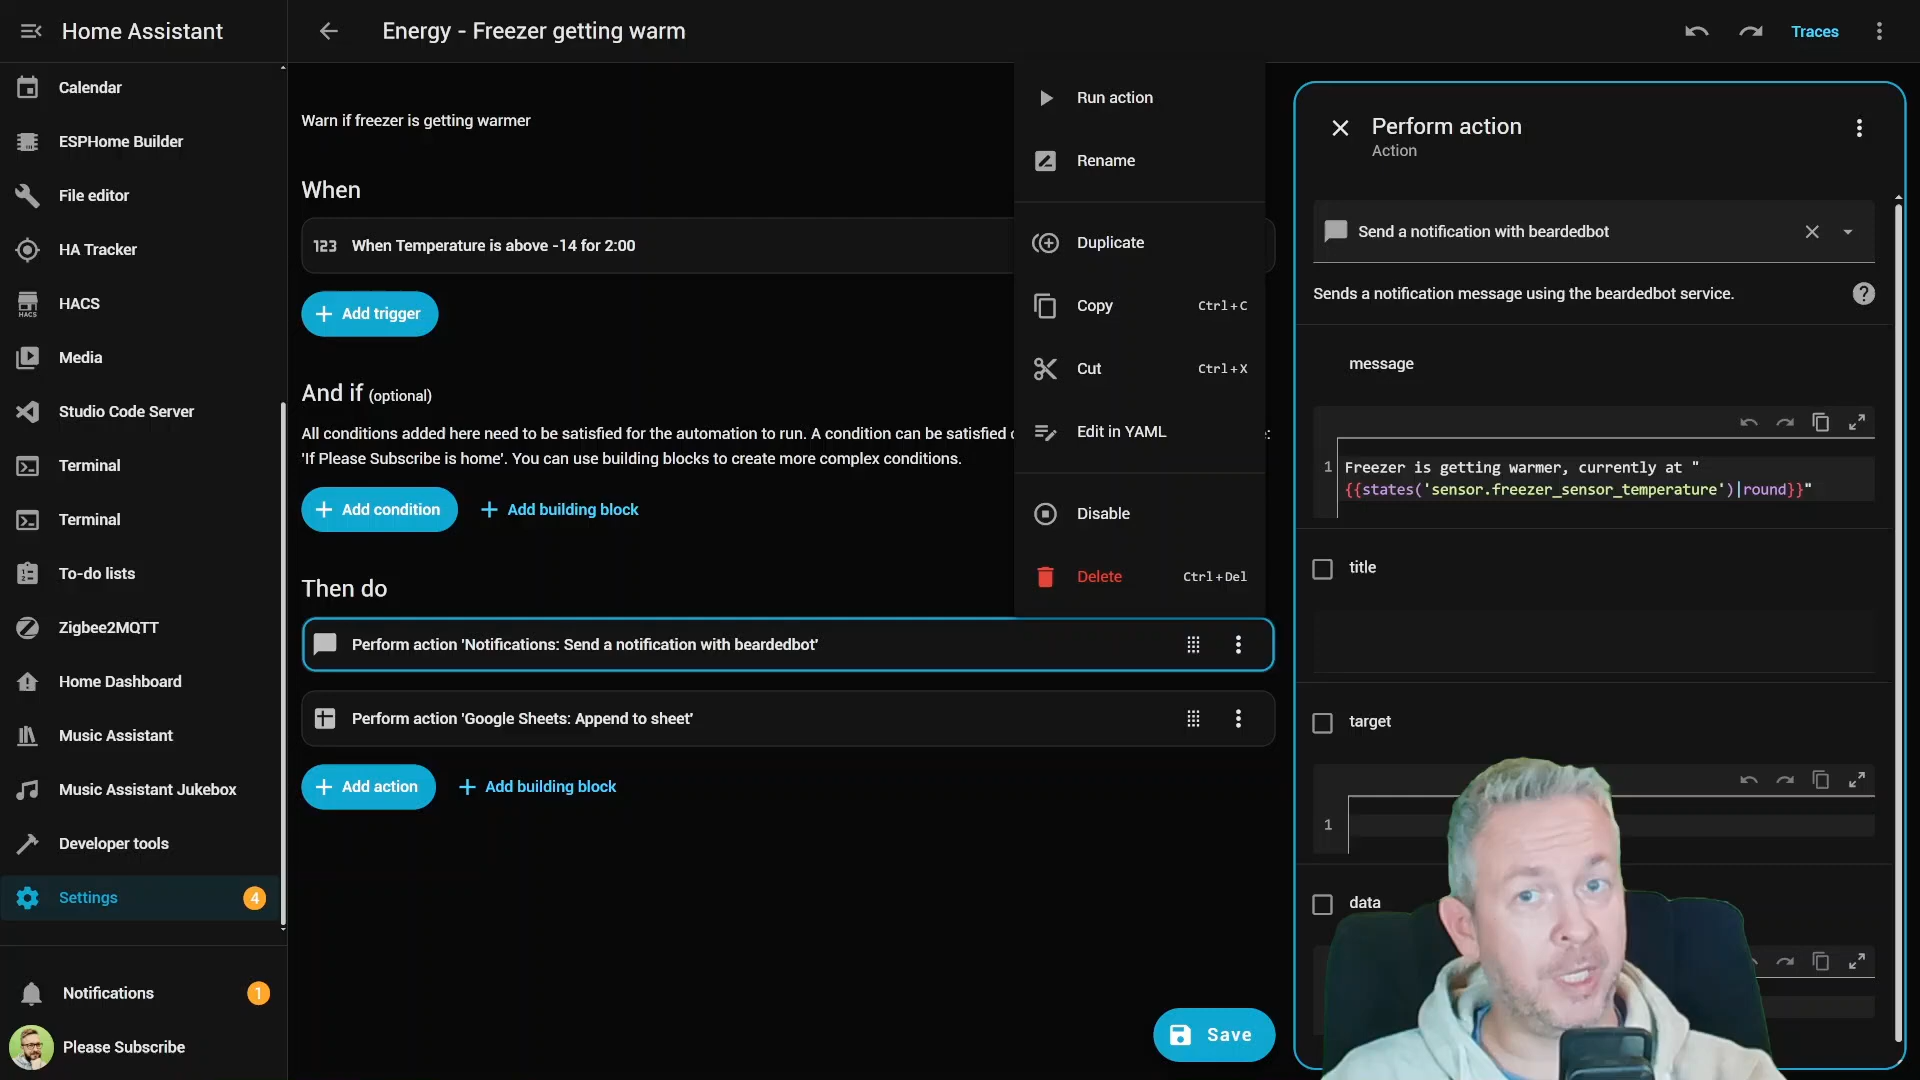 Home Assistant
Calendar
ESPHome Builder
File editor
HA Tracker
HACS
HACS
Media
Studio Code Server
Terminal
Terminal
To-do lists
Zigbee2MQTT
Home Dashboard
Music Assistant
Music Assistant Jukebox
Developer tools
Settings
4
Notifications
1
Please Subscribe
Energy - Freezer getting warm
Traces
Warn if freezer is getting warmer
When
123 When Temperature is above -14 for 2:00
Add trigger
And if (optional)
All conditions added here need to be satisfied for the automation to run. A condition can be satisfied
'If Please Subscribe is home'. You can use building blocks to create more complex conditions.
Add condition
Add building block
Then do
Perform action 'Notifications: Send a notification with beardedbot'
Perform action 'Google Sheets: Append to sheet'
Add action
Add building block
Save
Run action
Rename
Duplicate
Copy Ctrl+C
Cut Ctrl+X
Edit in YAML
Disable
Delete Ctrl+Del
Perform action
Action
Send a notification with beardedbot
Sends a notification message using the beardedbot service.
message
1 Freezer is getting warmer, currently at "
{{states('sensor.freezer_sensor_temperature')|round}}"
title
target
1
data